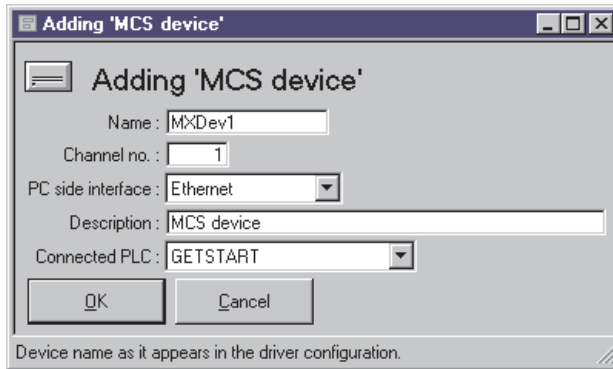 Adding 'MCS device'
Adding 'MCS device'
Name : MXDev1
Channel no. : 1
PC side interface : Ethernet
Description : MCS device
Connected PLC : GETSTART
OK Cancel
Device name as it appears in the driver configuration.